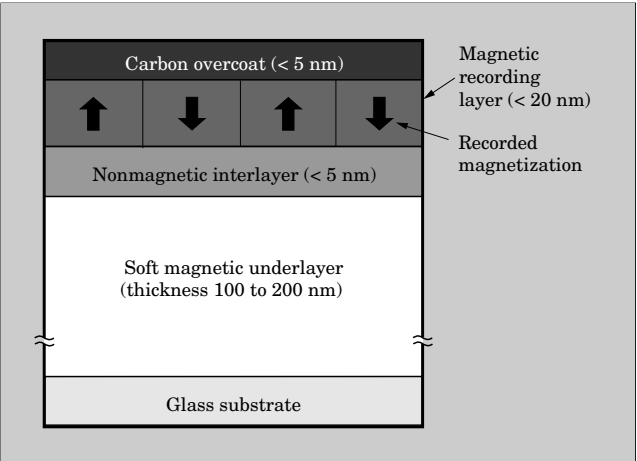 Carbon overcoat (< 5 nm)
Magnetic
recording
layer (< 20 nm)
Recorded
magnetization
Nonmagnetic interlayer (< 5 nm)
Soft magnetic underlayer
(thickness 100 to 200 nm)
Glass substrate